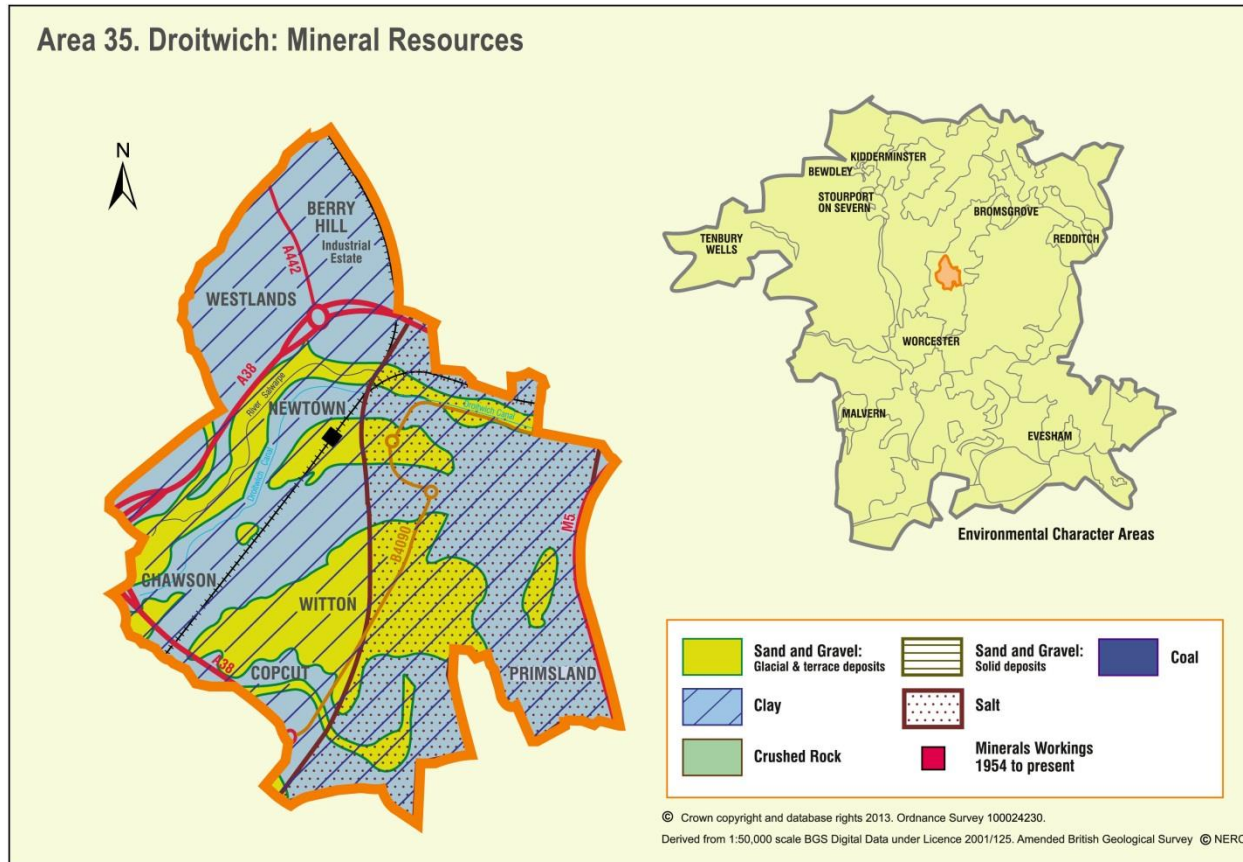 Area 35. Droitwich: Mineral Resources
N
BERRY
HILL
Industrial
Estate
A442
WESTLANDS
A38
River Salwarpe
NEWTOWN
Droitwich Canal
Droitwich Canal
M5
B4090
CHAWSON
WITTON
A38
COPCUT
PRIMSLAND
KIDDERMINSTER
BEWDLEY
STOURPORT
ON SEVERN
BROMSGROVE
TENBURY
WELLS
REDDITCH
WORCESTER
MALVERN
EVESHAM
Environmental Character Areas
Sand and Gravel:
Glacial & terrace deposits
Sand and Gravel:
Solid deposits
Coal
Clay
Salt
Crushed Rock
Minerals Workings
1954 to present
© Crown copyright and database rights 2013. Ordnance Survey 100024230.
Derived from 1:50,000 scale BGS Digital Data under Licence 2001/125. Amended British Geological Survey © NERC